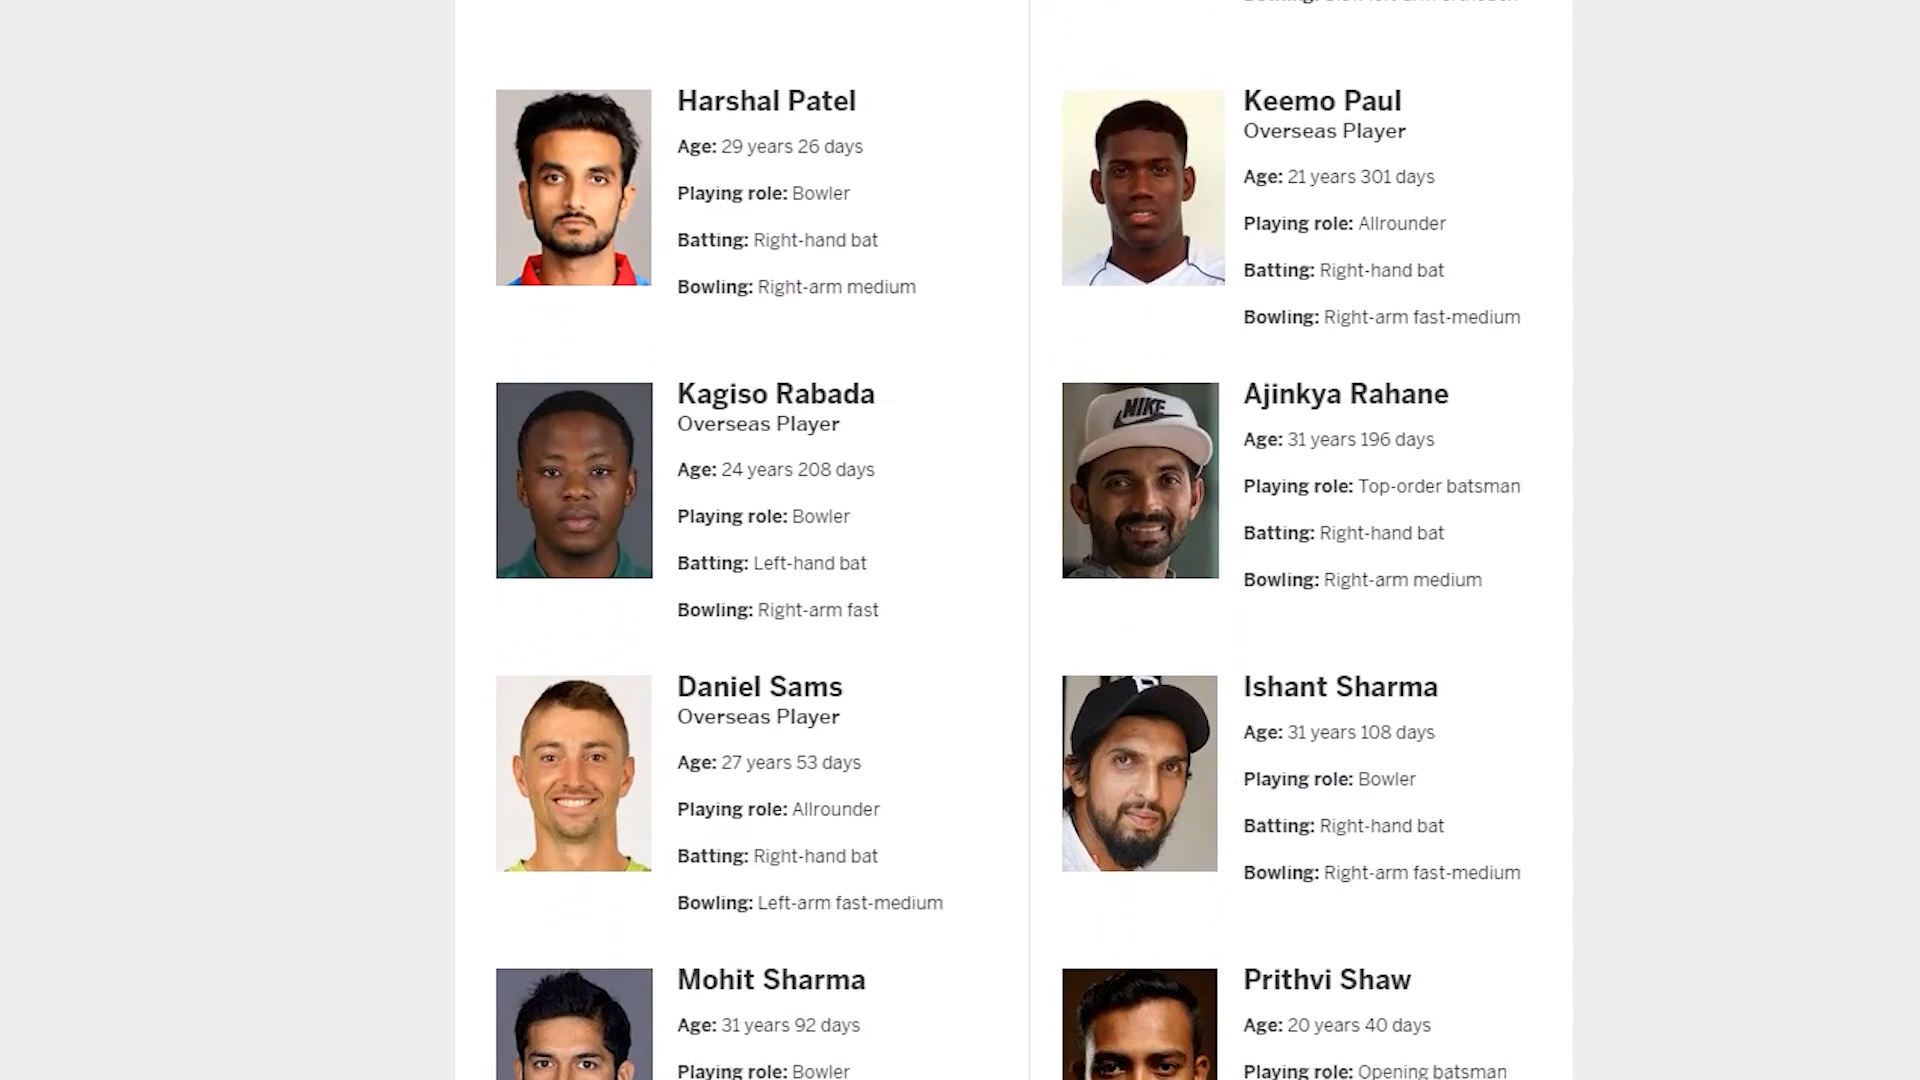 Harshal Patel
Age: 29 years 26 days
Playing role: Bowler
Batting: Right-hand bat
Bowling: Right-arm medium
Keemo Paul
Overseas Player
Age: 21 years 301 days
Playing role: Allrounder
Batting: Right-hand bat
Bowling: Right-arm fast-medium
Kagiso Rabada
Overseas Player
Age: 24 years 208 days
Playing role: Bowler
Batting: Left-hand bat
Bowling: Right-arm fast
NIKE
Ajinkya Rahane
Age: 31 years 196 days
Playing role: Top-order batsman
Batting: Right-hand bat
Bowling: Right-arm medium
Daniel Sams
Overseas Player
Age: 27 years 53 days
Playing role: Allrounder
Batting: Right-hand bat
Bowling: Left-arm fast-medium
Ishant Sharma
Age: 31 years 108 days
Playing role: Bowler
Batting: Right-hand bat
Bowling: Right-arm fast-medium
Mohit Sharma
Age: 31 years 92 days
Playing role: Bowler
Prithvi Shaw
Age: 20 years 40 days
Playing role: Opening batsman